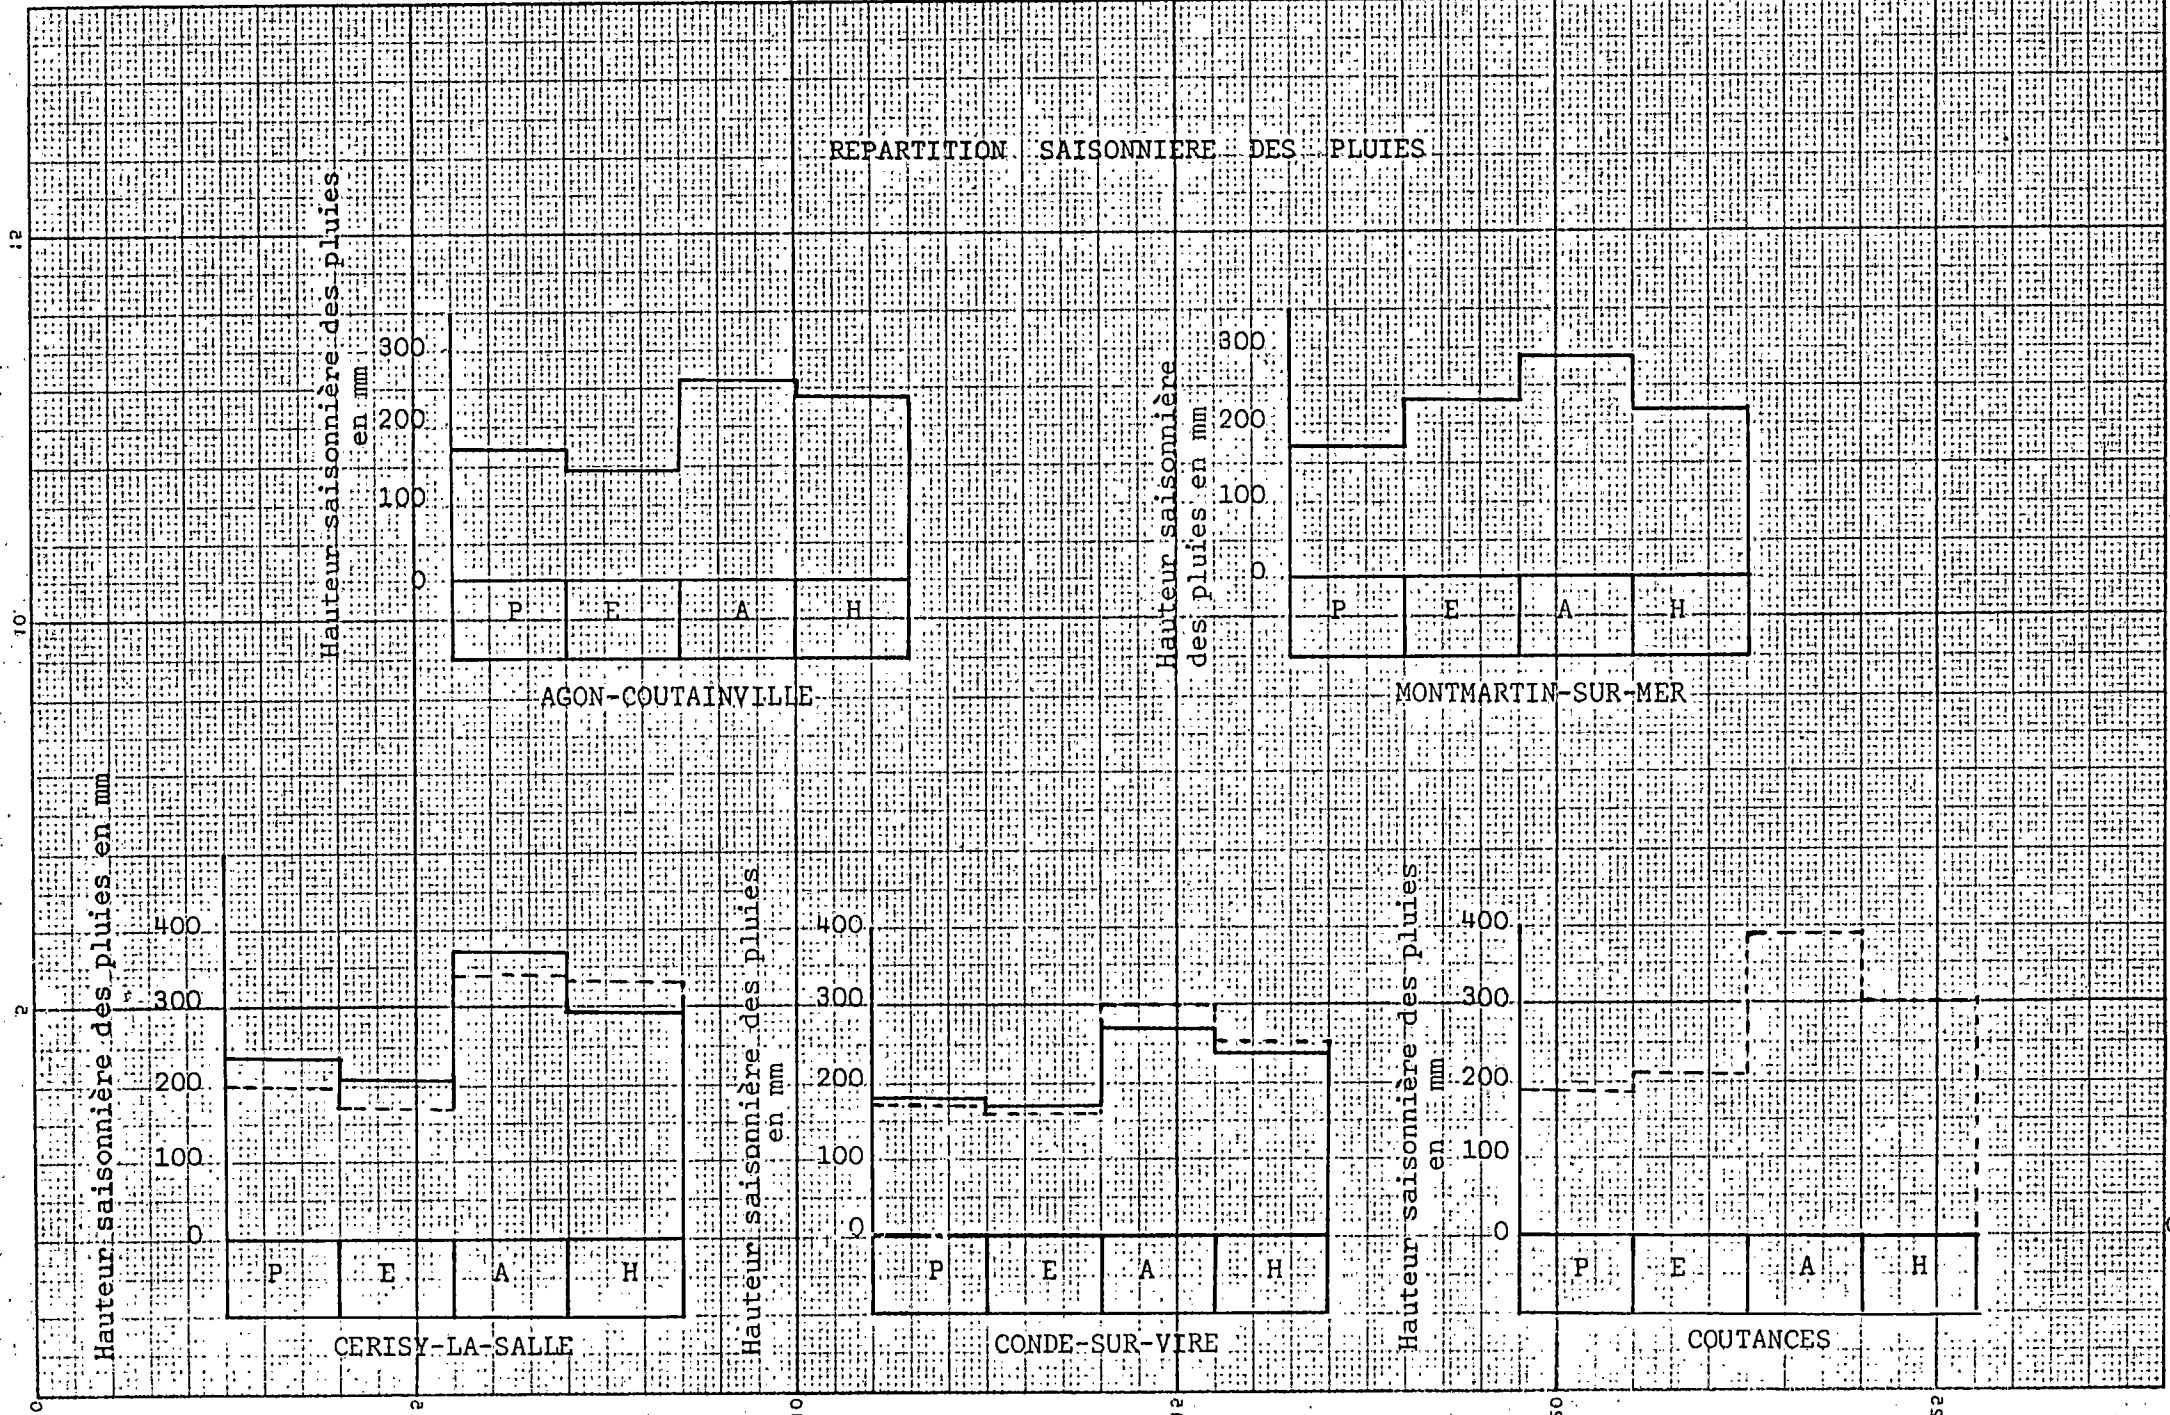 REPARTITION SAISONNIERE DES PLUIES
Hauteur saisonnière des pluies
en mm
300
200
100
0
P E A H
AGON-COUTAINVILLE
Hauteur saisonnière
des pluies en mm
300
200
100
0
P E A H
MONTMARTIN-SUR-MER
Hauteur saisonnière des pluies en mm
400
300
200
100
0
P E A H
CERISY-LA-SALLE
Hauteur saisonnière des pluies
en mm
400
300
200
100
0
P E A H
CONDE-SUR-VIRE
Hauteur saisonnière des pluies
en mm
400
300
200
100
0
P E A H
COUTANCES
10
0